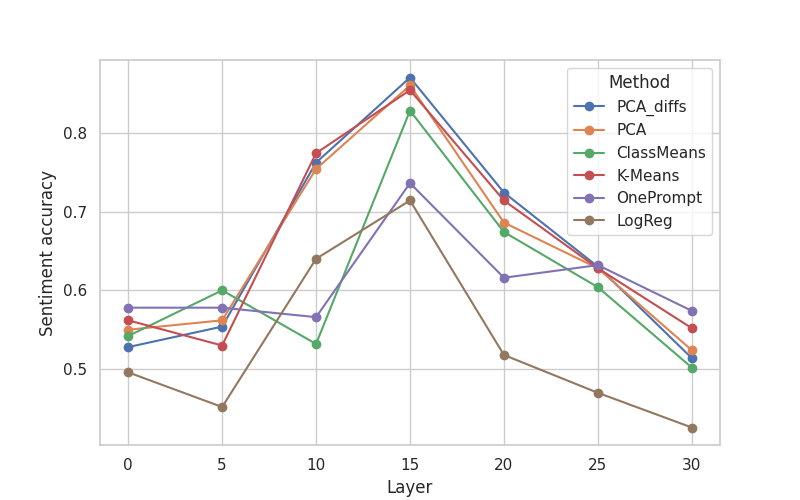 Method
PCA_diffs
PCA
ClassMeans
K-Means
OnePrompt
LogReg
0.8
0.7
0.6
0.5
Sentiment accuracy
0 5 10 15 20 25 30
Layer